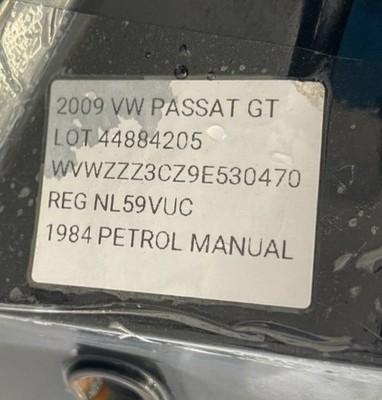 2009 VW PASSAT GT
LOT 44884205
WVWZZZ3CZ9E530470
REG NL59VUC
1984 PETROL MANUAL